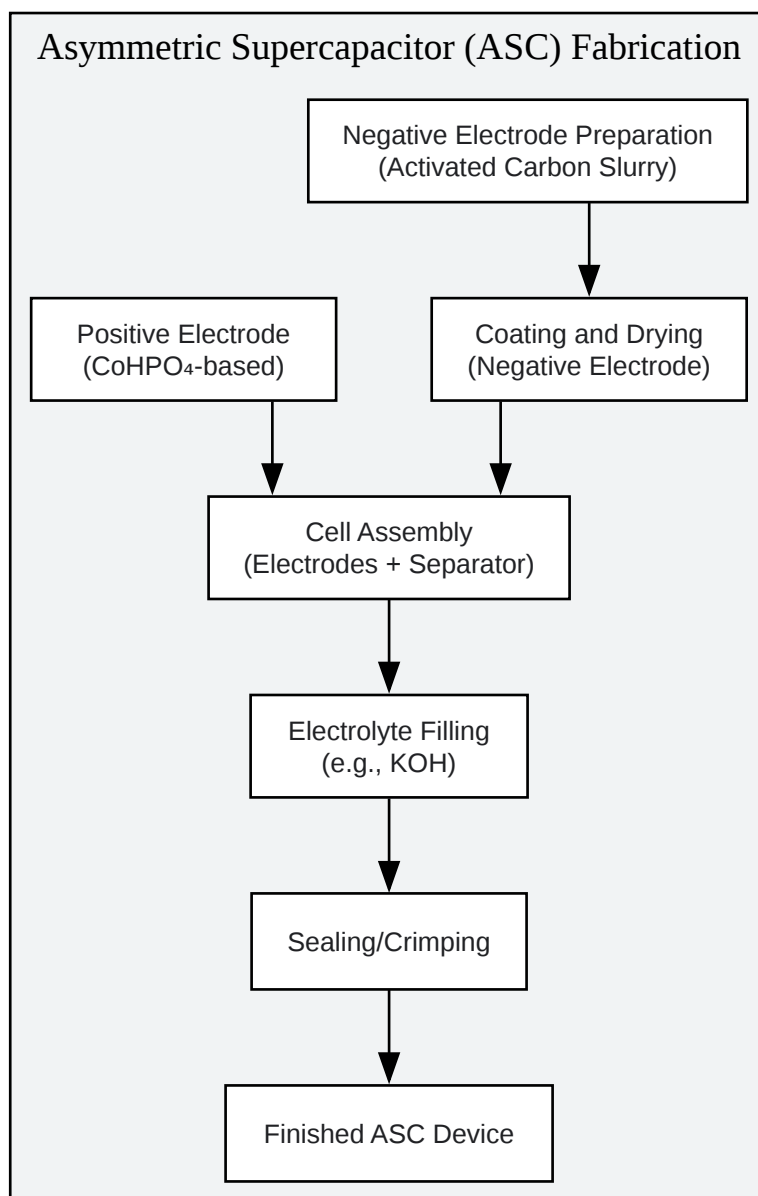 Asymmetric Supercapacitor (ASC) Fabrication
Negative Electrode Preparation
(Activated Carbon Slurry)
Positive Electrode
(CoHPO₄-based)
Coating and Drying
(Negative Electrode)
Cell Assembly
(Electrodes + Separator)
Electrolyte Filling
(e.g., KOH)
Sealing/Crimping
Finished ASC Device